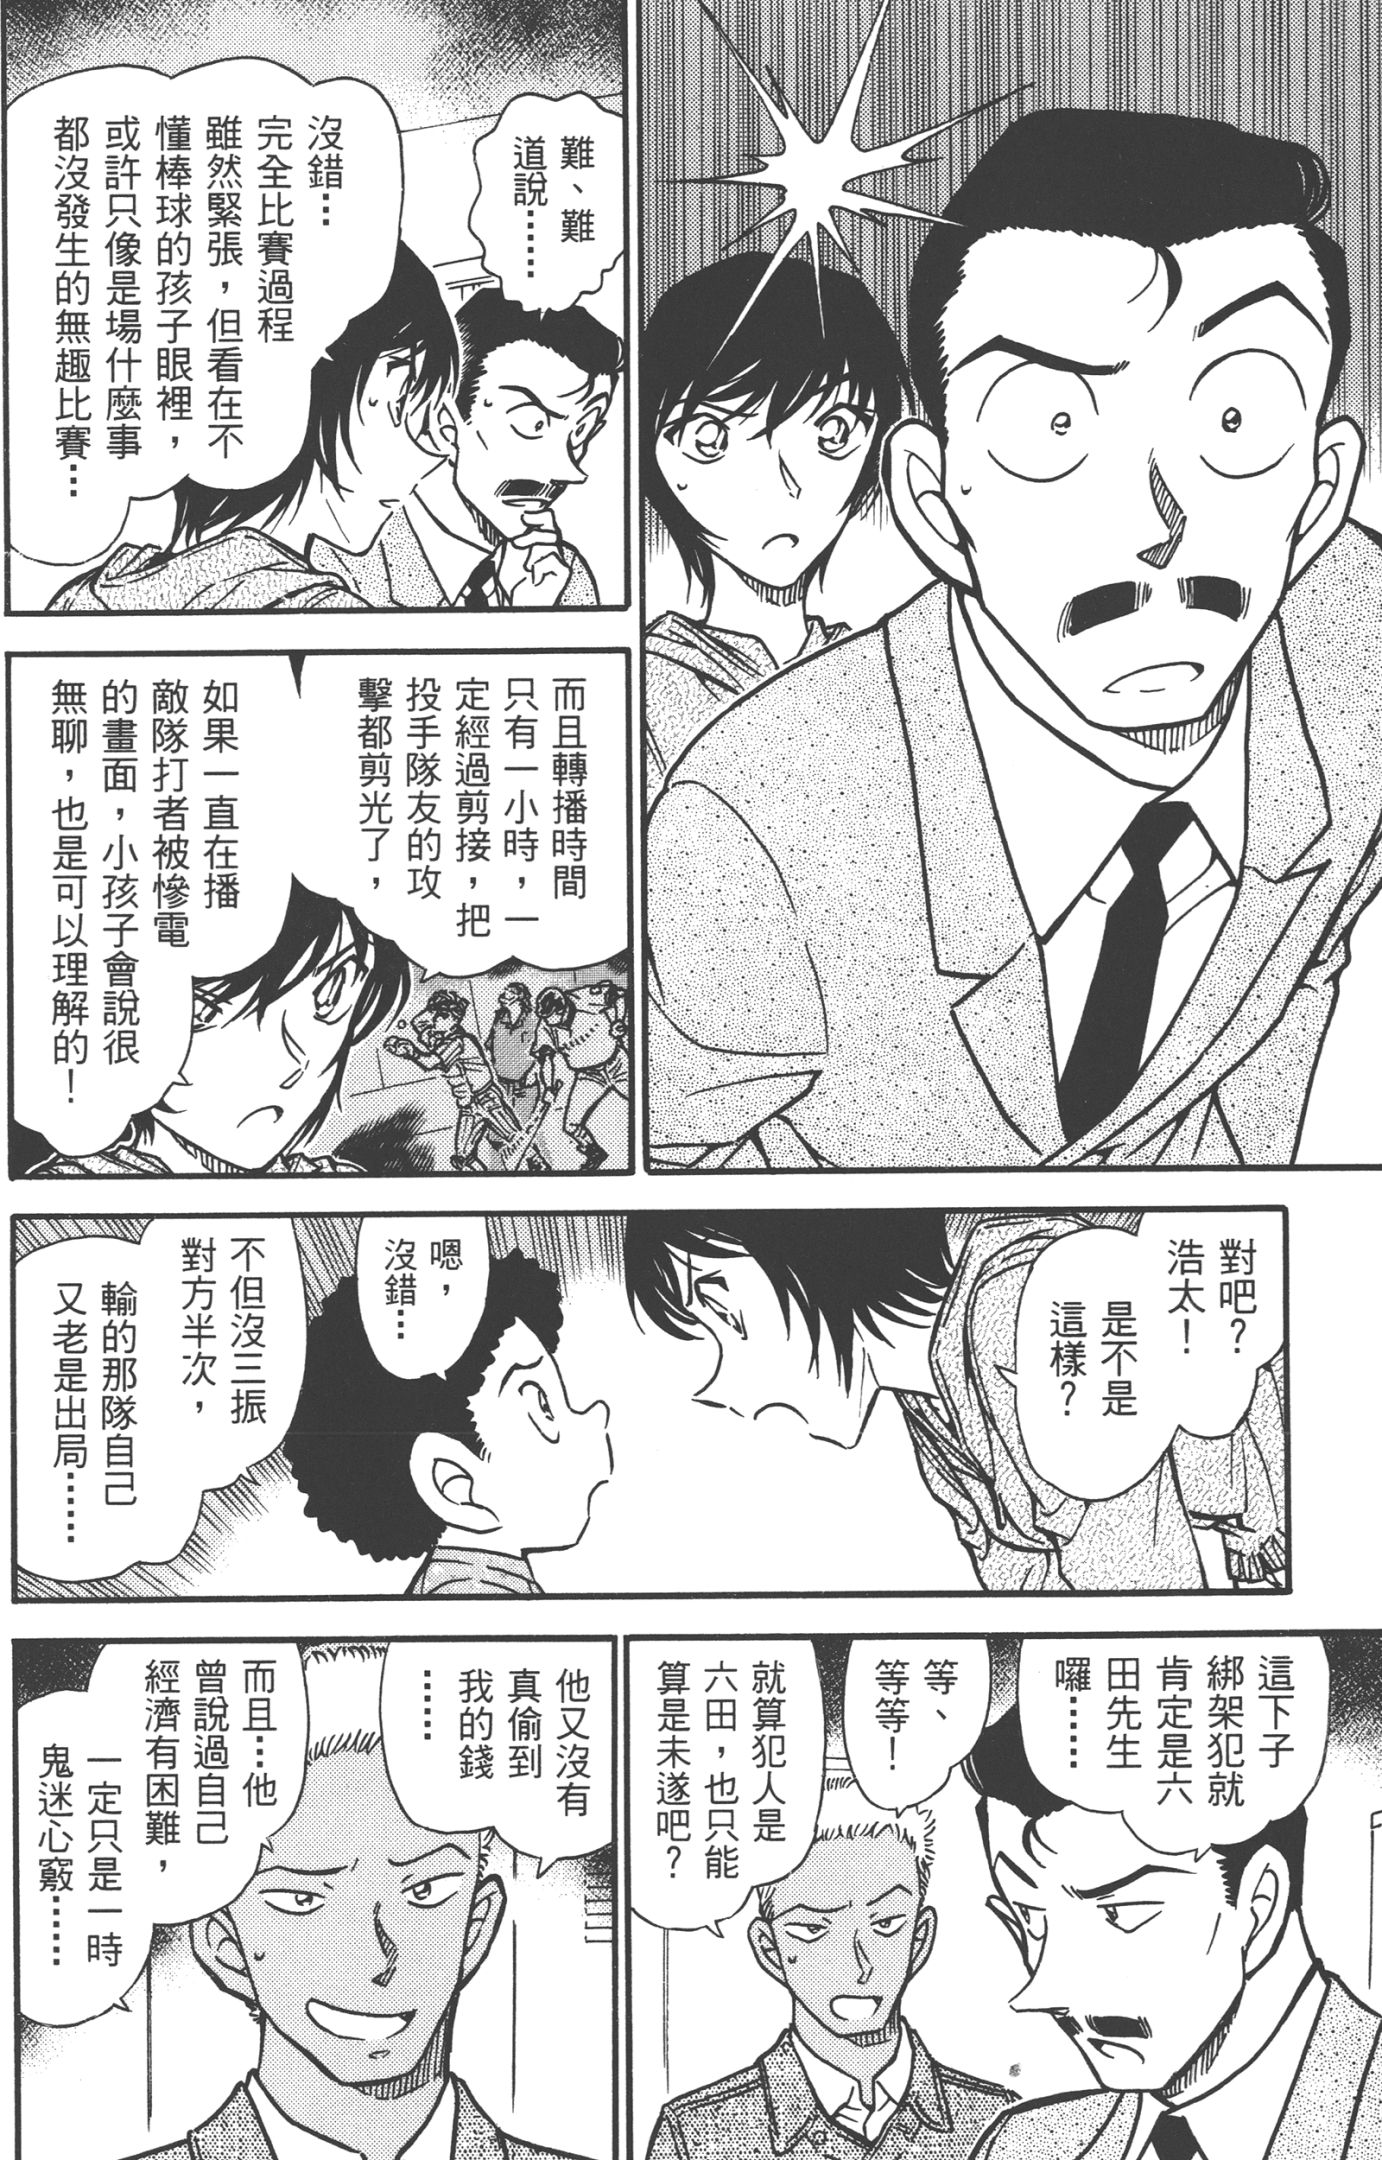 難、難
道說……
沒錯…
完全比賽過程
雖然緊張，但看在不
懂棒球的孩子眼裡，
或許只像是場什麼事
都沒發生的無趣比賽…
而且轉播時間
只有一小時，一
定經過剪接，把
投手隊友的攻
擊都剪光了，
如果一直在播
敵隊打者被慘電
的畫面，小孩子會說很
無聊，也是可以理解的！
對吧？
浩太！
是不是
這樣？
嗯，
沒錯…
不但沒三振
對方半次，
輸的那隊自己
又老是出局……
這下子
綁架犯就
肯定是六
田先生
囉……
等、
等等！
就算犯人是
六田，也只能
算是未遂吧？
他又沒有
真偷到
我的錢
……
而且…他
曾說過自己
經濟有困難，
一定只是一時
鬼迷心竅……